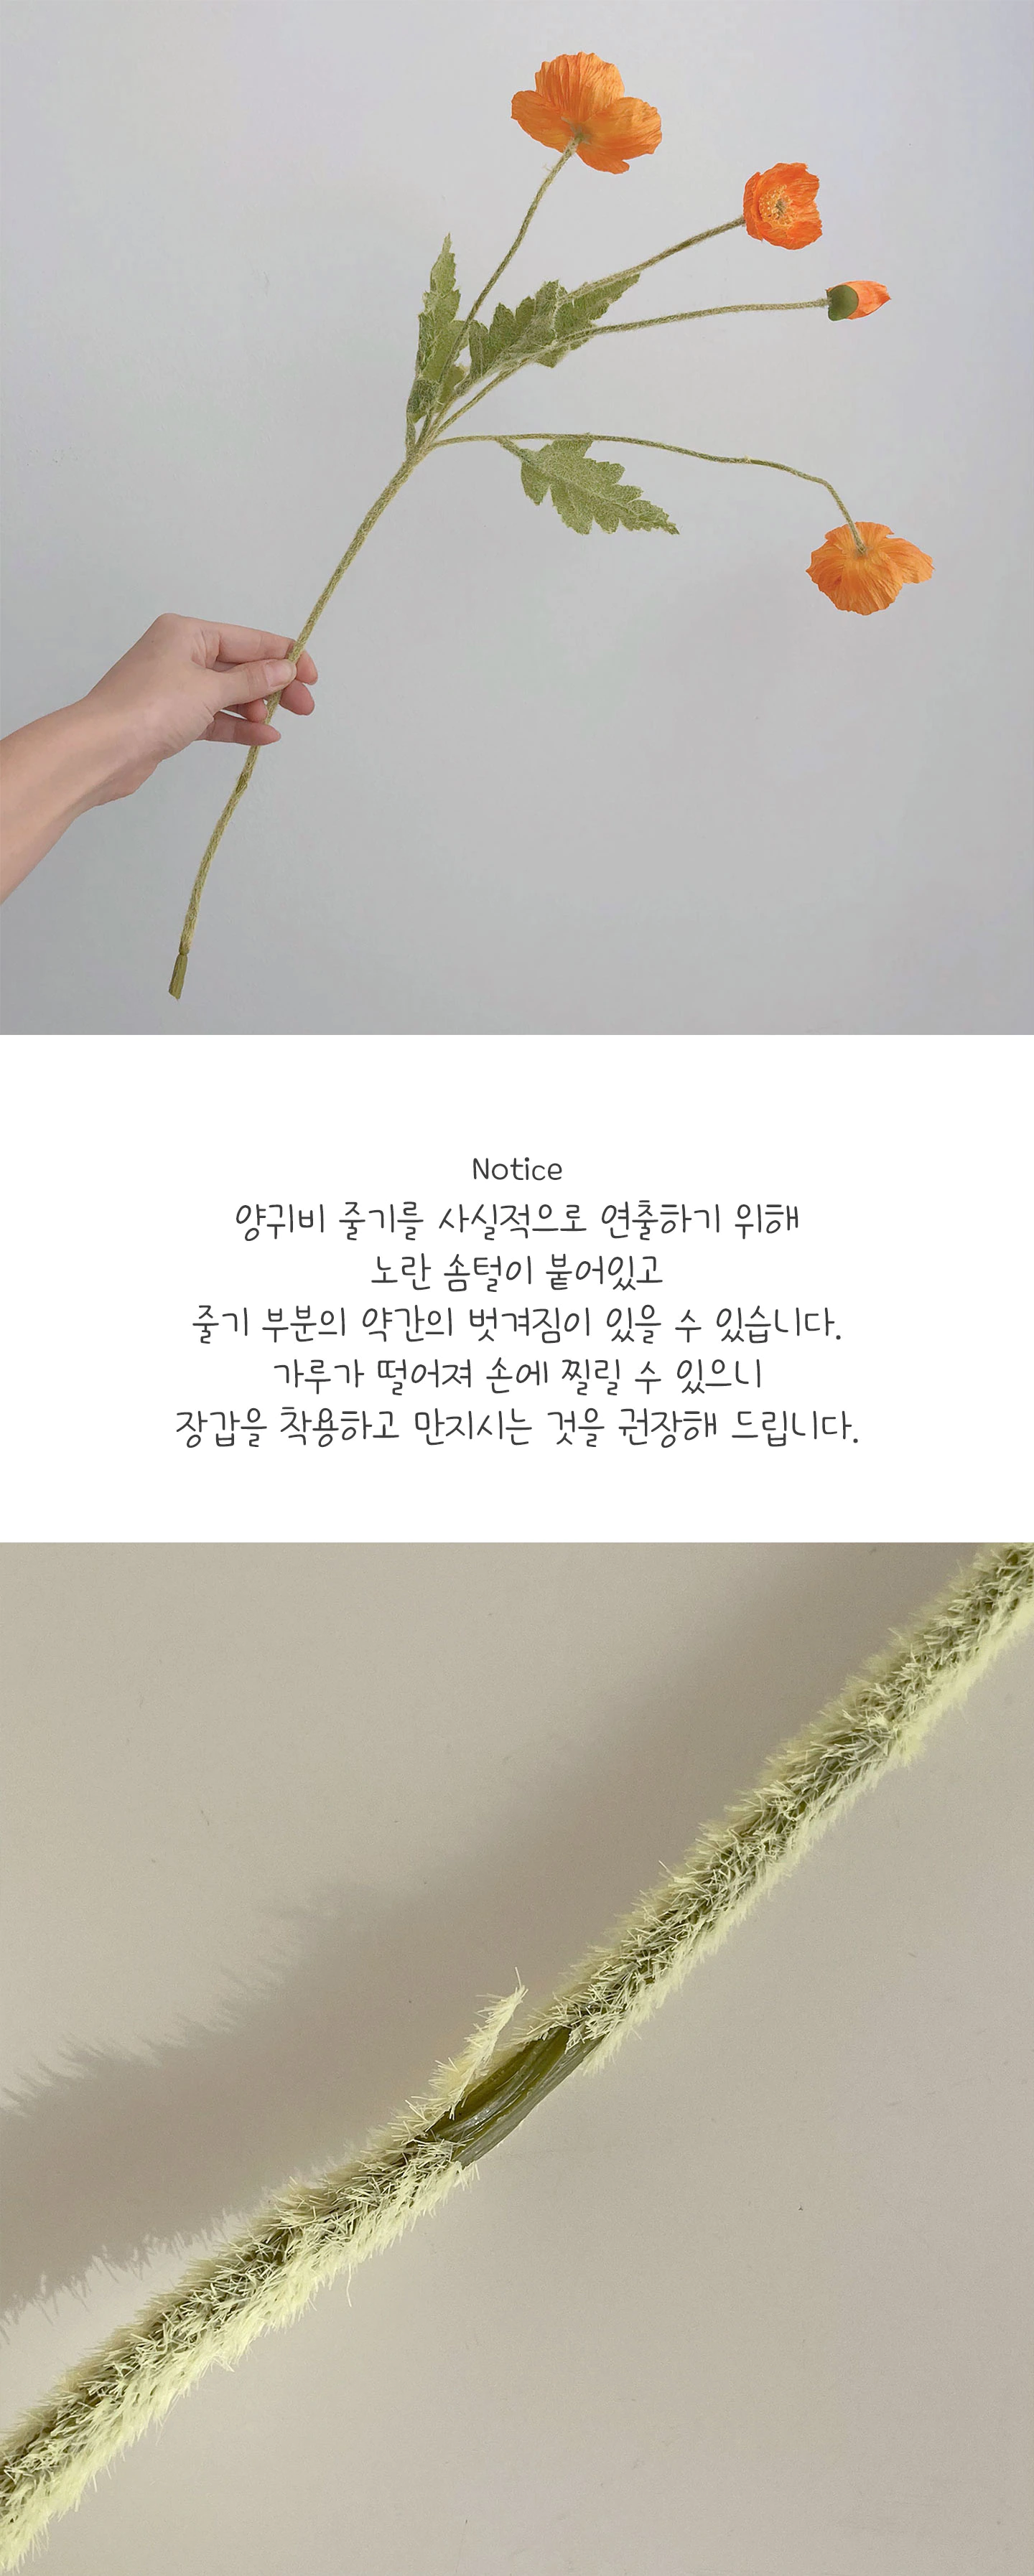 Notice
양귀비 줄기를 사실적으로 연출하기 위해
노란 솜털이 붙어있고
줄기 부분의 약간의 벗겨짐이 있을 수 있습니다.
가루가 떨어져 손에 찔릴 수 있으니
장갑을 착용하고 만지시는 것을 권장해 드립니다.